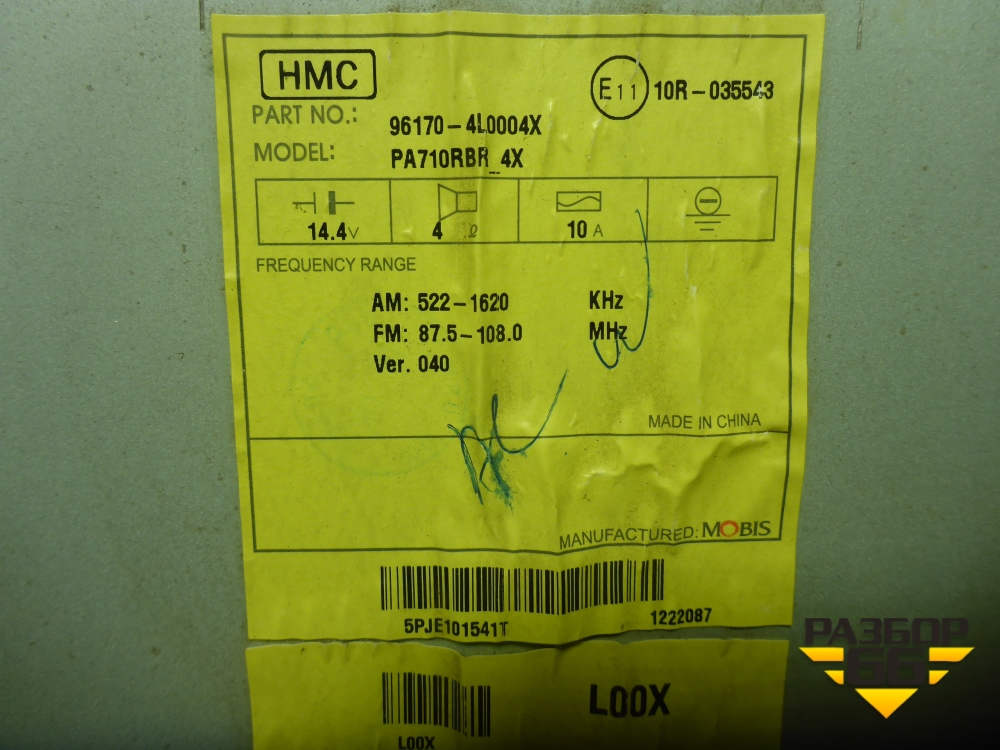 HMC
E11 10R-035543
PART NO.: 96170-4L0004X
MODEL: PA710RBR_4X
14.4V 4 Ω 10 A
FREQUENCY RANGE
AM: 522-1620 KHz
FM: 87.5-108.0 MHz
Ver. 040
MADE IN CHINA
MANUFACTURED: MOBIS
5PJE101541T 1222087
L00X
L00X
РАЗБОР
66